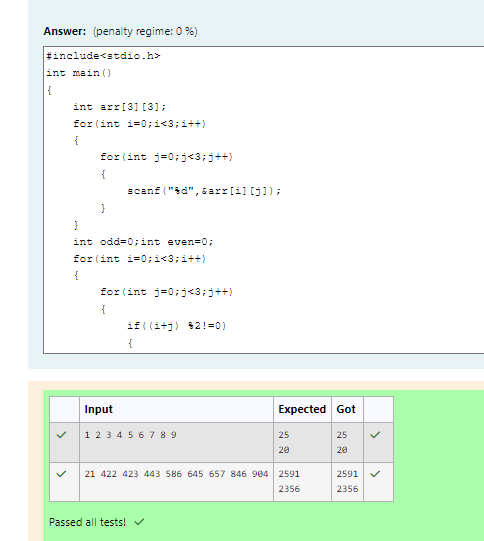 Answer: (penalty regime: 0 %)
#include<stdio.h>
int main()
{
    int arr[3][3];
    for(int i=0;i<3;i++)
    {
        for(int j=0;j<3;j++)
        {
            scanf("%d",&arr[i][j]);
        }
    }
    int odd=0;int even=0;
    for(int i=0;i<3;i++)
    {
        for(int j=0;j<3;j++)
        {
            if((i+j) %2!=0)
            {
Input Expected Got
1 2 3 4 5 6 7 8 9 25 25
20 20
21 422 423 443 586 645 657 846 904 2591 2591
2356 2356
Passed all tests!